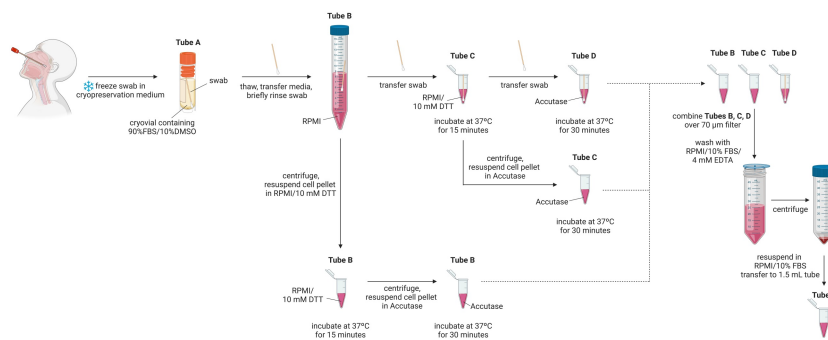 freeze swab in
cryopreservation medium
Tube A
swab
cryovial containing
90%FBS/10%DMSO
thaw, transfer media,
briefly rinse swab
Tube B
RPMI
transfer swab
Tube C
RPMI/
10 mM DTT
incubate at 37ºC
for 15 minutes
transfer swab
Tube D
Accutase
incubate at 37ºC
for 30 minutes
centrifuge,
resuspend cell pellet
in Accutase
Tube C
Accutase
incubate at 37ºC
for 30 minutes
centrifuge,
resuspend cell pellet
in RPMI/10 mM DTT
Tube B
RPMI/
10 mM DTT
incubate at 37ºC
for 15 minutes
centrifuge,
resuspend cell pellet
in Accutase
Tube B
Accutase
incubate at 37ºC
for 30 minutes
Tube B Tube C Tube D
combine Tubes B, C, D
over 70 μm filter
wash with
RPMI/10% FBS/
4 mM EDTA
centrifuge
resuspend in
RPMI/10% FBS
transfer to 1.5 mL tube
Tube